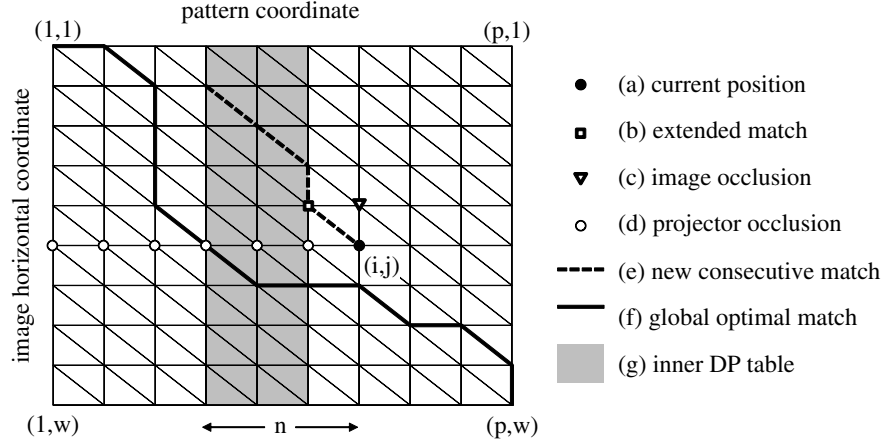 pattern coordinate
(1,1)
(p,1)
image horizontal coordinate
(i,j)
(1,w)
n
(p,w)
(a) current position
(b) extended match
(c) image occlusion
(d) projector occlusion
(e) new consecutive match
(f) global optimal match
(g) inner DP table